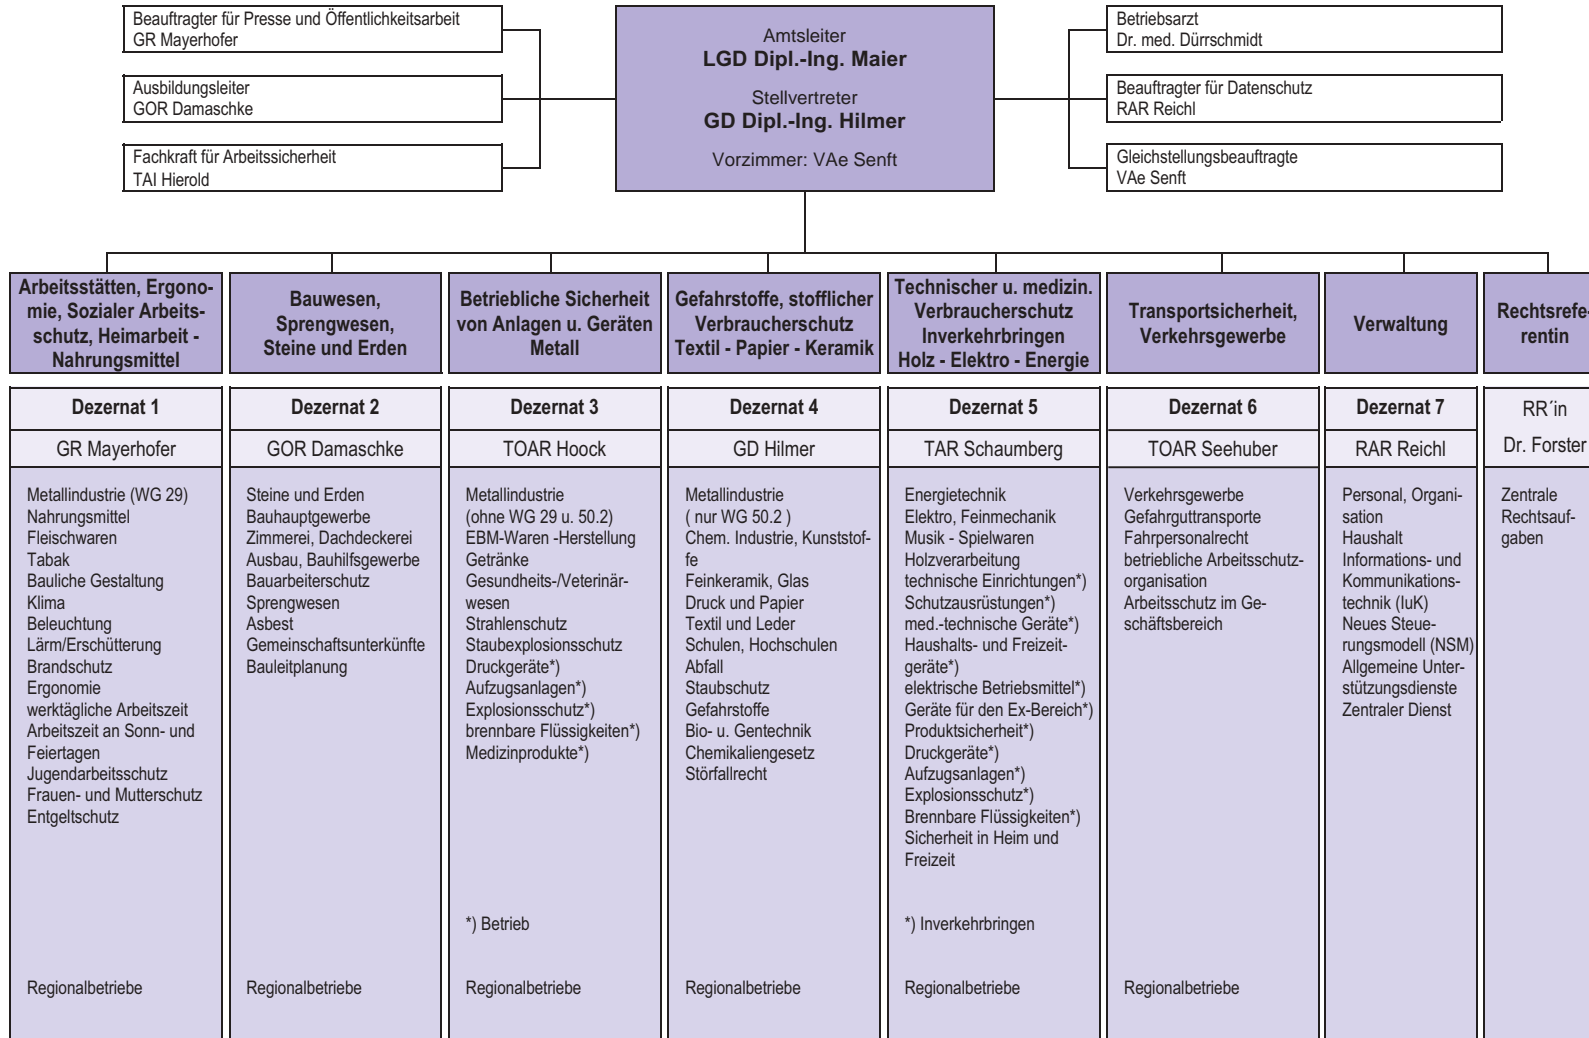 Beauftragter für Presse und Öffentlichkeitsarbeit
GR Mayerhofer
Ausbildungsleiter
GOR Damaschke
Fachkraft für Arbeitssicherheit
TAI Hierold
Amtsleiter
LGD Dipl.-Ing. Maier
Stellvertreter
GD Dipl.-Ing. Hilmer
Vorzimmer: VAe Senft
Betriebsarzt
Dr. med. Dürrschmidt
Beauftragter für Datenschutz
RAR Reichl
Gleichstellungsbeauftragte
VAe Senft
Arbeitsstätten, Ergono-
mie, Sozialer Arbeits-
schutz, Heimarbeit -
Nahrungsmittel
Dezernat 1
GR Mayerhofer
Metallindustrie (WG 29)
Nahrungsmittel
Fleischwaren
Tabak
Bauliche Gestaltung
Klima
Beleuchtung
Lärm/Erschütterung
Brandschutz
Ergonomie
werktägliche Arbeitszeit
Arbeitszeit an Sonn- und
Feiertagen
Jugendarbeitsschutz
Frauen- und Mutterschutz
Entgeltschutz
Regionalbetriebe
Bauwesen,
Sprengwesen,
Steine und Erden
Dezernat 2
GOR Damaschke
Steine und Erden
Bauhauptgewerbe
Zimmerei, Dachdeckerei
Ausbau, Bauhilfsgewerbe
Bauarbeiterschutz
Sprengwesen
Asbest
Gemeinschaftsunterkünfte
Bauleitplanung
Regionalbetriebe
Betriebliche Sicherheit
von Anlagen u. Geräten
Metall
Dezernat 3
TOAR Hoock
Metallindustrie
(ohne WG 29 u. 50.2)
EBM-Waren -Herstellung
Getränke
Gesundheits-/Veterinär-
wesen
Strahlenschutz
Staubexplosionsschutz
Druckgeräte*)
Aufzugsanlagen*)
Explosionsschutz*)
brennbare Flüssigkeiten*)
Medizinprodukte*)
*) Betrieb
Regionalbetriebe
Gefahrstoffe, stofflicher
Verbraucherschutz
Textil - Papier - Keramik
Dezernat 4
GD Hilmer
Metallindustrie
( nur WG 50.2 )
Chem. Industrie, Kunststof-
fe
Feinkeramik, Glas
Druck und Papier
Textil und Leder
Schulen, Hochschulen
Abfall
Staubschutz
Gefahrstoffe
Bio- u. Gentechnik
Chemikaliengesetz
Störfallrecht
Regionalbetriebe
Technischer u. medizin.
Verbraucherschutz
Inverkehrbringen
Holz - Elektro - Energie
Dezernat 5
TAR Schaumberg
Energietechnik
Elektro, Feinmechanik
Musik - Spielwaren
Holzverarbeitung
technische Einrichtungen*)
Schutzausrüstungen*)
med.-technische Geräte*)
Haushalts- und Freizeit-
geräte*)
elektrische Betriebsmittel*)
Geräte für den Ex-Bereich*)
Produktsicherheit*)
Druckgeräte*)
Aufzugsanlagen*)
Explosionsschutz*)
Brennbare Flüssigkeiten*)
Sicherheit in Heim und
Freizeit
*) Inverkehrbringen
Regionalbetriebe
Transportsicherheit,
Verkehrsgewerbe
Dezernat 6
TOAR Seehuber
Verkehrsgewerbe
Gefahrguttransporte
Fahrpersonalrecht
betriebliche Arbeitsschutz-
organisation
Arbeitsschutz im Ge-
schäftsbereich
Regionalbetriebe
Verwaltung
Dezernat 7
RAR Reichl
Personal, Organi-
sation
Haushalt
Informations- und
Kommunikations-
technik (IuK)
Neues Steue-
rungsmodell (NSM)
Allgemeine Unter-
stützungsdienste
Zentraler Dienst
Rechtsrefe-
rentin
RR´in
Dr. Forster
Zentrale
Rechtsauf-
gaben